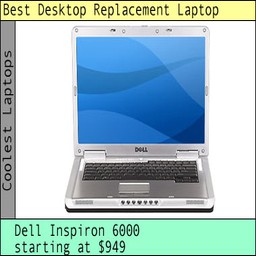 Best Desktop Replacement Laptop
Coolest Laptops
DELL
Dell Inspiron 6000
starting at $949